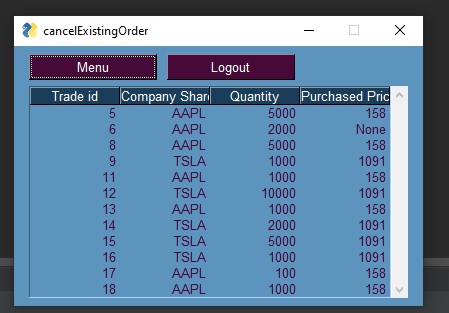 cancelExistingOrder
Menu Logout
Trade id Company Share Quantity Purchased Pric
5 AAPL 5000 158
6 AAPL 2000 None
8 AAPL 5000 158
9 TSLA 1000 1091
11 AAPL 1000 158
12 TSLA 10000 1091
13 AAPL 1000 158
14 TSLA 2000 1091
15 TSLA 5000 1091
16 TSLA 1000 1091
17 AAPL 100 158
18 AAPL 1000 158